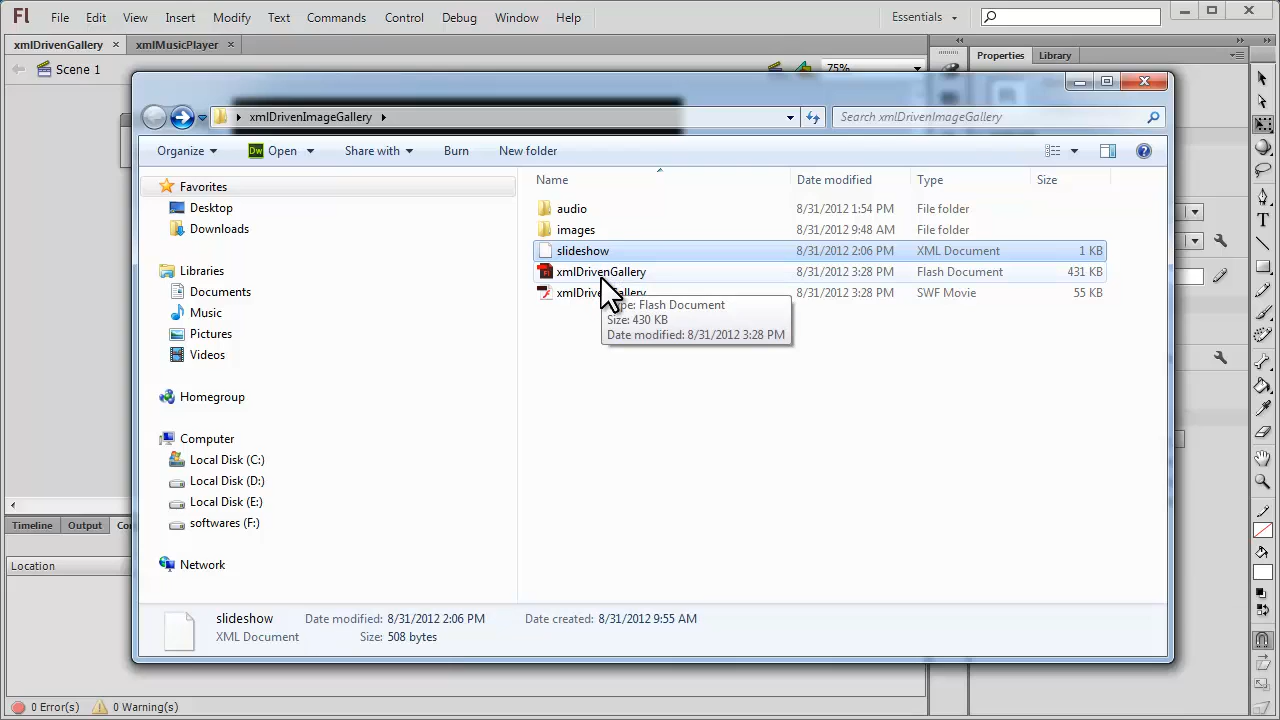 Fl File Edit View Insert Modify Text Commands Control Debug Window Help Essentials
xmlDrivenGallery × xmlMusicPlayer × Properties Library
Scene 1 75%
xmlDrivenImageGallery Search xmlDrivenImageGallery
Organize Dw Open Share with Burn New folder
Name Date modified Type Size
Favorites
Desktop
Downloads
Libraries
Documents
Music
Pictures
Videos
Homegroup
Computer
Local Disk (C:)
Local Disk (D:)
Local Disk (E:)
softwares (F:)
Network
audio 8/31/2012 1:54 PM File folder
images 8/31/2012 9:48 AM File folder
slideshow 8/31/2012 2:06 PM XML Document 1 KB
xmlDrivenGallery 8/31/2012 3:28 PM Flash Document 431 KB
8/31/2012 3:28 PM SWF Movie 55 KB
Flash Document
Size: 430 KB
Date modified: 8/31/2012 3:28 PM
slideshow Date modified: 8/31/2012 2:06 PM Date created: 8/31/2012 9:55 AM
XML Document Size: 508 bytes
Timeline Output
Location
0 Error(s) 0 Warning(s)